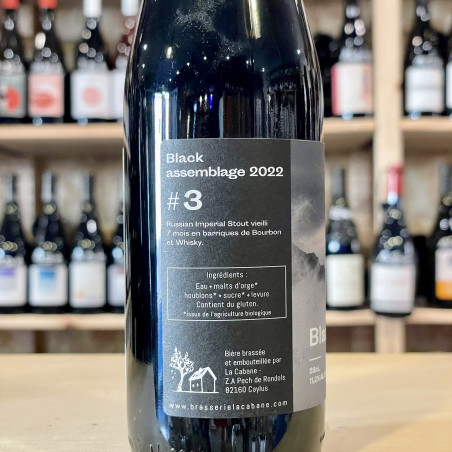 Black
assemblage 2022
#3
Russian Imperial Stout vieilli
7 mois en barriques de Bourbon
et Whisky.
Ingrédients :
Eau • malts d'orge*
houblons* • sucre* • levure
Contient du gluten.
*issus de l'agriculture biologique
Bière brassée
et embouteillée par
La Cabane -
Z.A Pech de Rondols
82160 Caylus
www.brasserielacabane.com